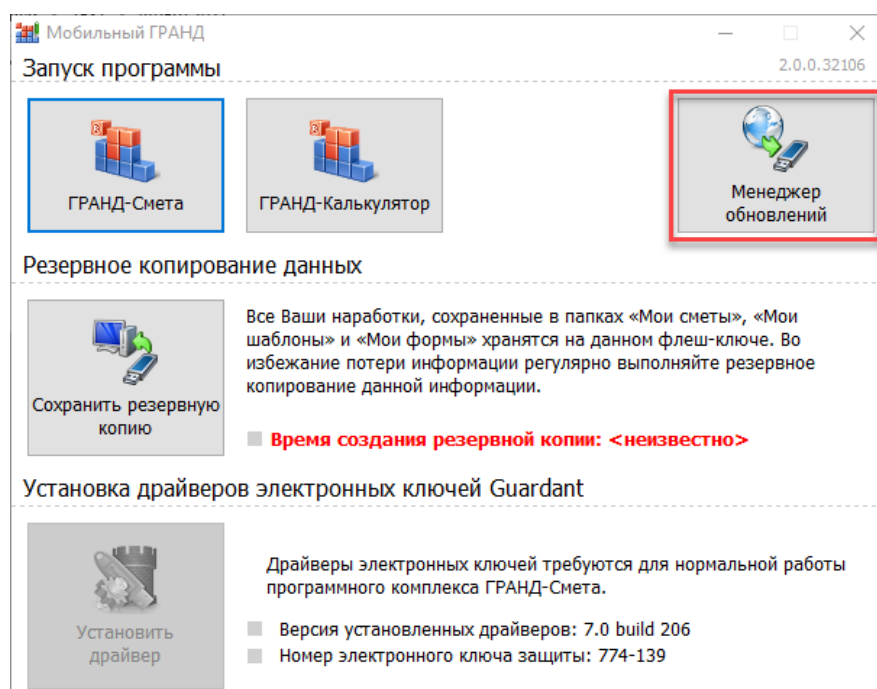 Мобильный ГРАНД
Запуск программы
2.0.0.32106
ГРАНД-Смета
ГРАНД-Калькулятор
Менеджер
обновлений
Резервное копирование данных
Сохранить резервную
копию
Все Ваши наработки, сохраненные в папках «Мои сметы», «Мои
шаблоны» и «Мои формы» хранятся на данном флеш-ключе. Во
избежание потери информации регулярно выполняйте резервное
копирование данной информации.
Время создания резервной копии: <неизвестно>
Установка драйверов электронных ключей Guardant
Установить
драйвер
Драйверы электронных ключей требуются для нормальной работы
программного комплекса ГРАНД-Смета.
Версия установленных драйверов: 7.0 build 206
Номер электронного ключа защиты: 774-139